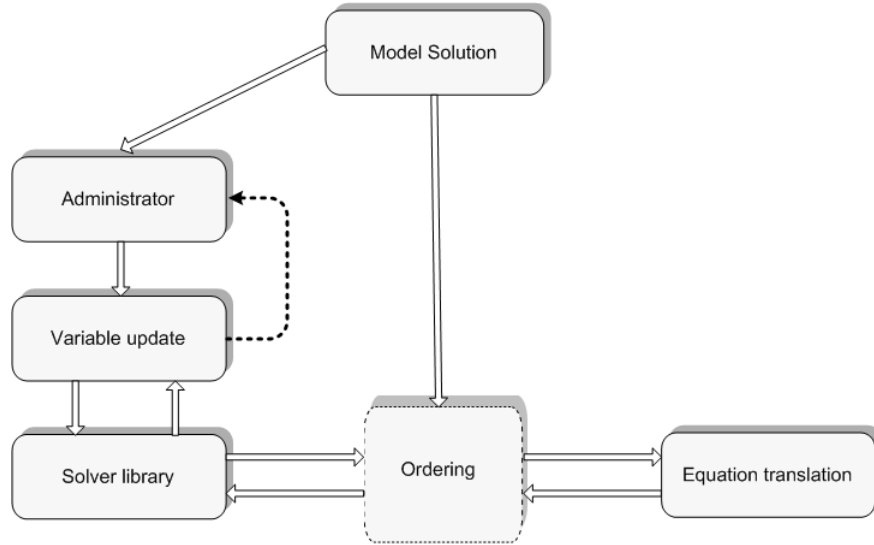 Model Solution
Administrator
Variable update
Solver library
Ordering
Equation translation